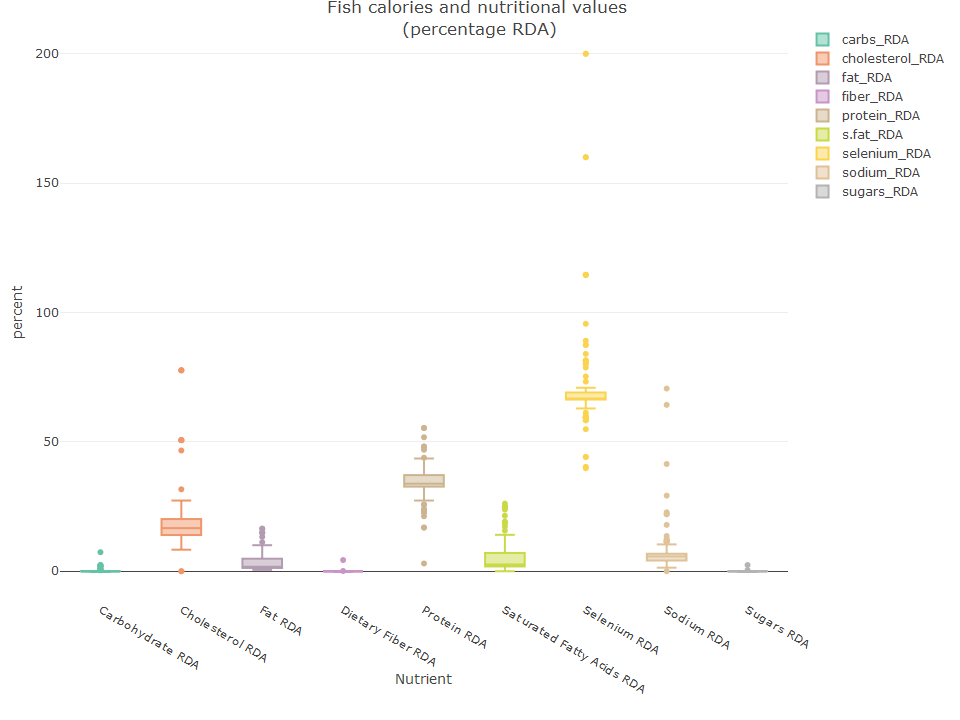 Fish calories and nutritional values
(percentage RDA)
carbs_RDA
cholesterol_RDA
fat_RDA
fiber_RDA
protein_RDA
s.fat_RDA
selenium_RDA
sodium_RDA
sugars_RDA
200
150
100
50
0
percent
Carbohydrate RDA
Cholesterol RDA
Fat RDA
Dietary Fiber RDA
Protein RDA
Saturated Fatty Acids RDA
Selenium RDA
Sodium RDA
Sugars RDA
Nutrient